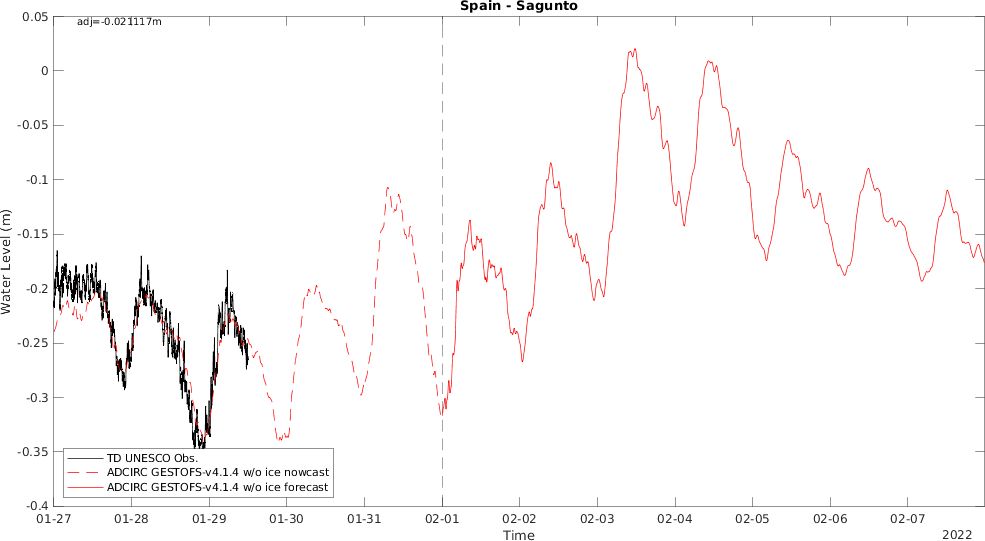 Spain - Sagunto
adj=-0.021117m
0.05
0
-0.05
-0.1
-0.15
-0.2
-0.25
-0.3
-0.35
-0.4
Water Level (m)
TD UNESCO Obs.
ADCIRC GESTOFS-v4.1.4 w/o ice nowcast
ADCIRC GESTOFS-v4.1.4 w/o ice forecast
01-27 01-28 01-29 01-30 01-31 02-01 02-02 02-03 02-04 02-05 02-06 02-07
Time
2022